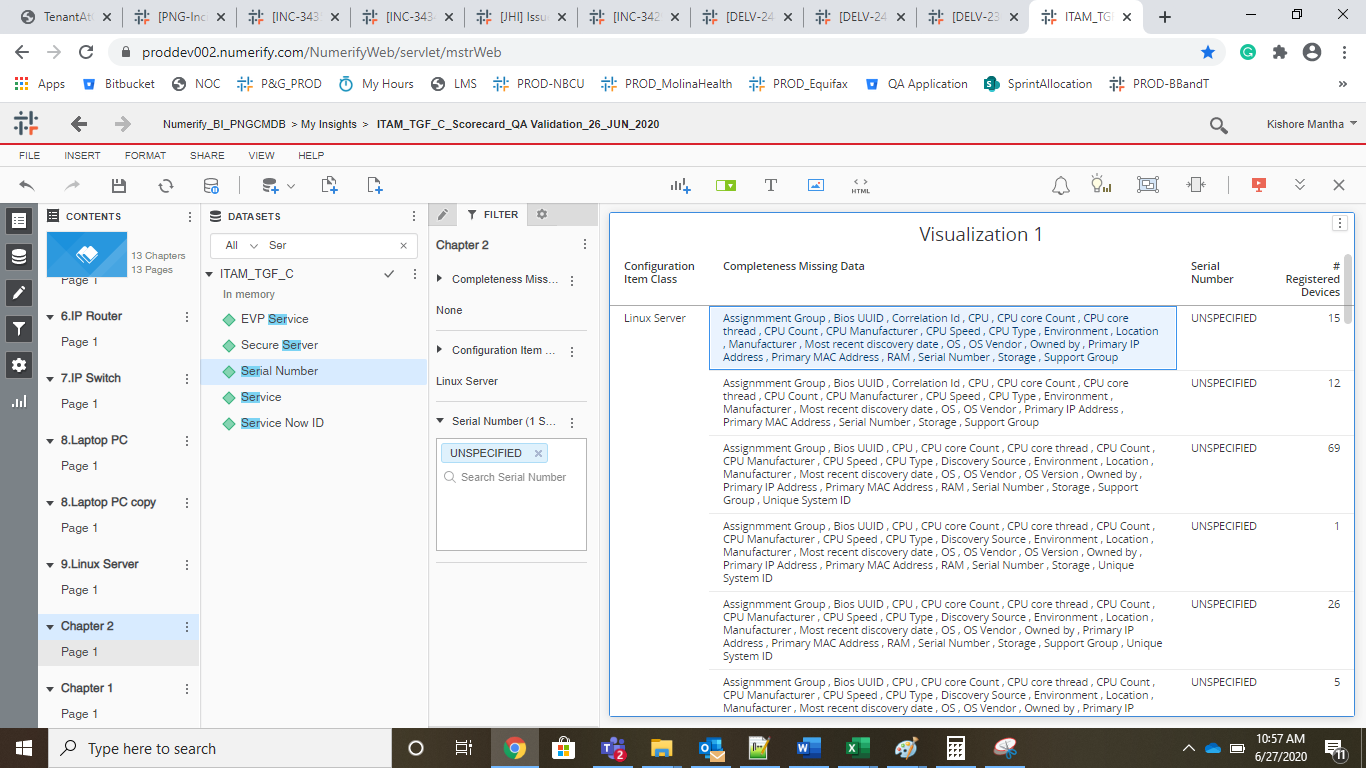 TenantAt
[PNG-Inc
[INC-343
[INC-343
[JHI] Issu
[INC-342
[DELV-24
[DELV-24
[DELV-23
ITAM_TGF
proddev002.numerify.com/NumerifyWeb/servlet/mstrWeb
Apps Bitbucket NOC P&G_PROD My Hours LMS PROD-NBCU PROD_MolinaHealth PROD_Equifax QA Application SprintAllocation PROD-BBandT »
Numerify_BI_PNGCMDB > My Insights > ITAM_TGF_C_Scorecard_QA Validation_26_JUN_2020
Kishore Mantha
FILE INSERT FORMAT SHARE VIEW HELP
HTML
CONTENTS
13 Chapters
13 Pages
Page 1
6.IP Router
Page 1
7.IP Switch
Page 1
8.Laptop PC
Page 1
8.Laptop PC copy
Page 1
9.Linux Server
Page 1
Chapter 2
Page 1
Chapter 1
Page 1
DATASETS
All Ser
ITAM_TGF_C
In memory
EVP Service
Secure Server
Serial Number
Service
Service Now ID
FILTER
Chapter 2
Completeness Miss...
None
Configuration Item ...
Linux Server
Serial Number (1 S...
UNSPECIFIED
Search Serial Number
Visualization 1
Configuration
Item Class
Completeness Missing Data
Serial
Number
#
Registered
Devices
Linux Server
Assignmment Group , Bios UUID , Correlation Id , CPU , CPU core Count , CPU core
thread , CPU Count , CPU Manufacturer , CPU Speed , CPU Type , Environment , Location
, Manufacturer , Most recent discovery date , OS , OS Vendor , Owned by , Primary IP
Address , Primary MAC Address , RAM , Serial Number , Storage , Support Group
UNSPECIFIED
15
Assignmment Group , Bios UUID , Correlation Id , CPU , CPU core Count , CPU core
thread , CPU Count , CPU Manufacturer , CPU Speed , CPU Type , Environment ,
Manufacturer , Most recent discovery date , OS , OS Vendor , Primary IP Address ,
Primary MAC Address , Serial Number , Storage , Support Group
UNSPECIFIED
12
Assignmment Group , Bios UUID , CPU , CPU core Count , CPU core thread , CPU Count ,
CPU Manufacturer , CPU Speed , CPU Type , Discovery Source , Environment , Location ,
Manufacturer , Most recent discovery date , OS , OS Vendor , OS Version , Owned by ,
Primary IP Address , Primary MAC Address , RAM , Serial Number , Storage , Support
Group , Unique System ID
UNSPECIFIED
69
Assignmment Group , Bios UUID , CPU , CPU core Count , CPU core thread , CPU Count ,
CPU Manufacturer , CPU Speed , CPU Type , Discovery Source , Environment , Location ,
Manufacturer , Most recent discovery date , OS , OS Vendor , OS Version , Owned by ,
Primary IP Address , Primary MAC Address , RAM , Serial Number , Storage , Unique
System ID
UNSPECIFIED
1
Assignmment Group , Bios UUID , CPU , CPU core Count , CPU core thread , CPU Count ,
CPU Manufacturer , CPU Speed , CPU Type , Discovery Source , Environment , Location ,
Manufacturer , Most recent discovery date , OS , OS Vendor , Owned by , Primary IP
Address , Primary MAC Address , RAM , Serial Number , Storage , Support Group , Unique
System ID
UNSPECIFIED
26
Assignmment Group , Bios UUID , CPU , CPU core Count , CPU core thread , CPU Count ,
CPU Manufacturer , CPU Speed , CPU Type , Discovery Source , Environment , Location ,
Manufacturer , Most recent discovery date , OS , OS Vendor , Owned by , Primary IP
UNSPECIFIED
5
Type here to search
2
10:57 AM
6/27/2020
11